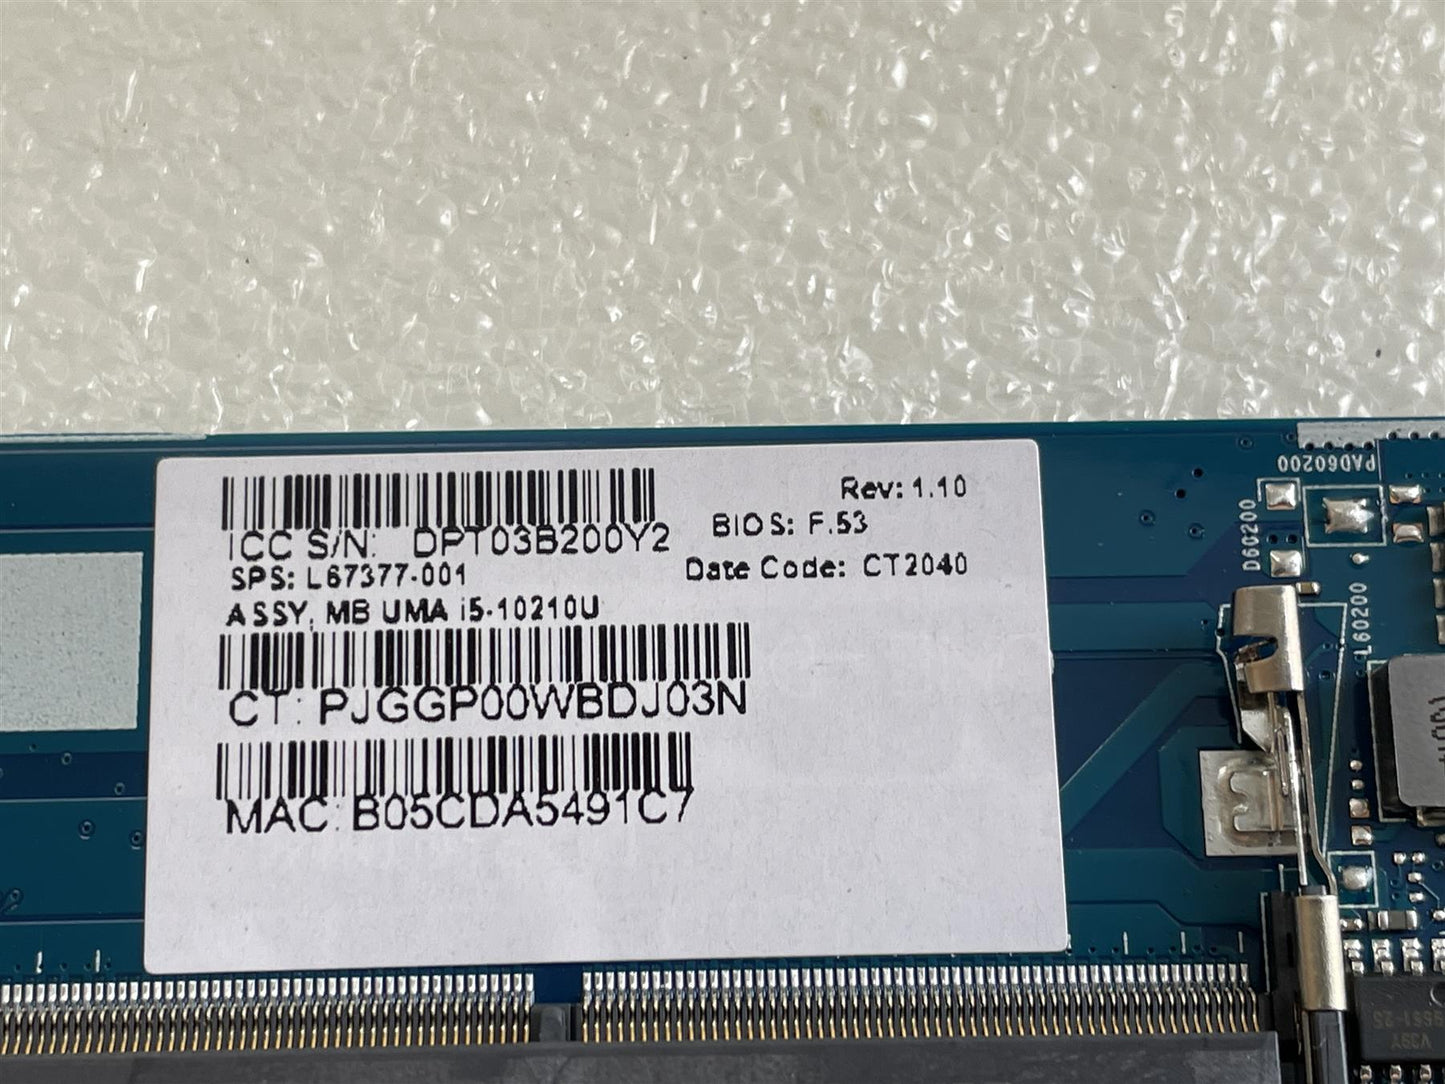 ICC S/N: DPT03B200Y2
Rev: 1.10
BIOS: F.53
SPS: L67377-001
Date Code: CT2040
ASSY, MB UMA i5-10210U
CT: PJGGP00WBDJ03N
MAC: B05CDA5491C7
PAD60200
D60200
L60200